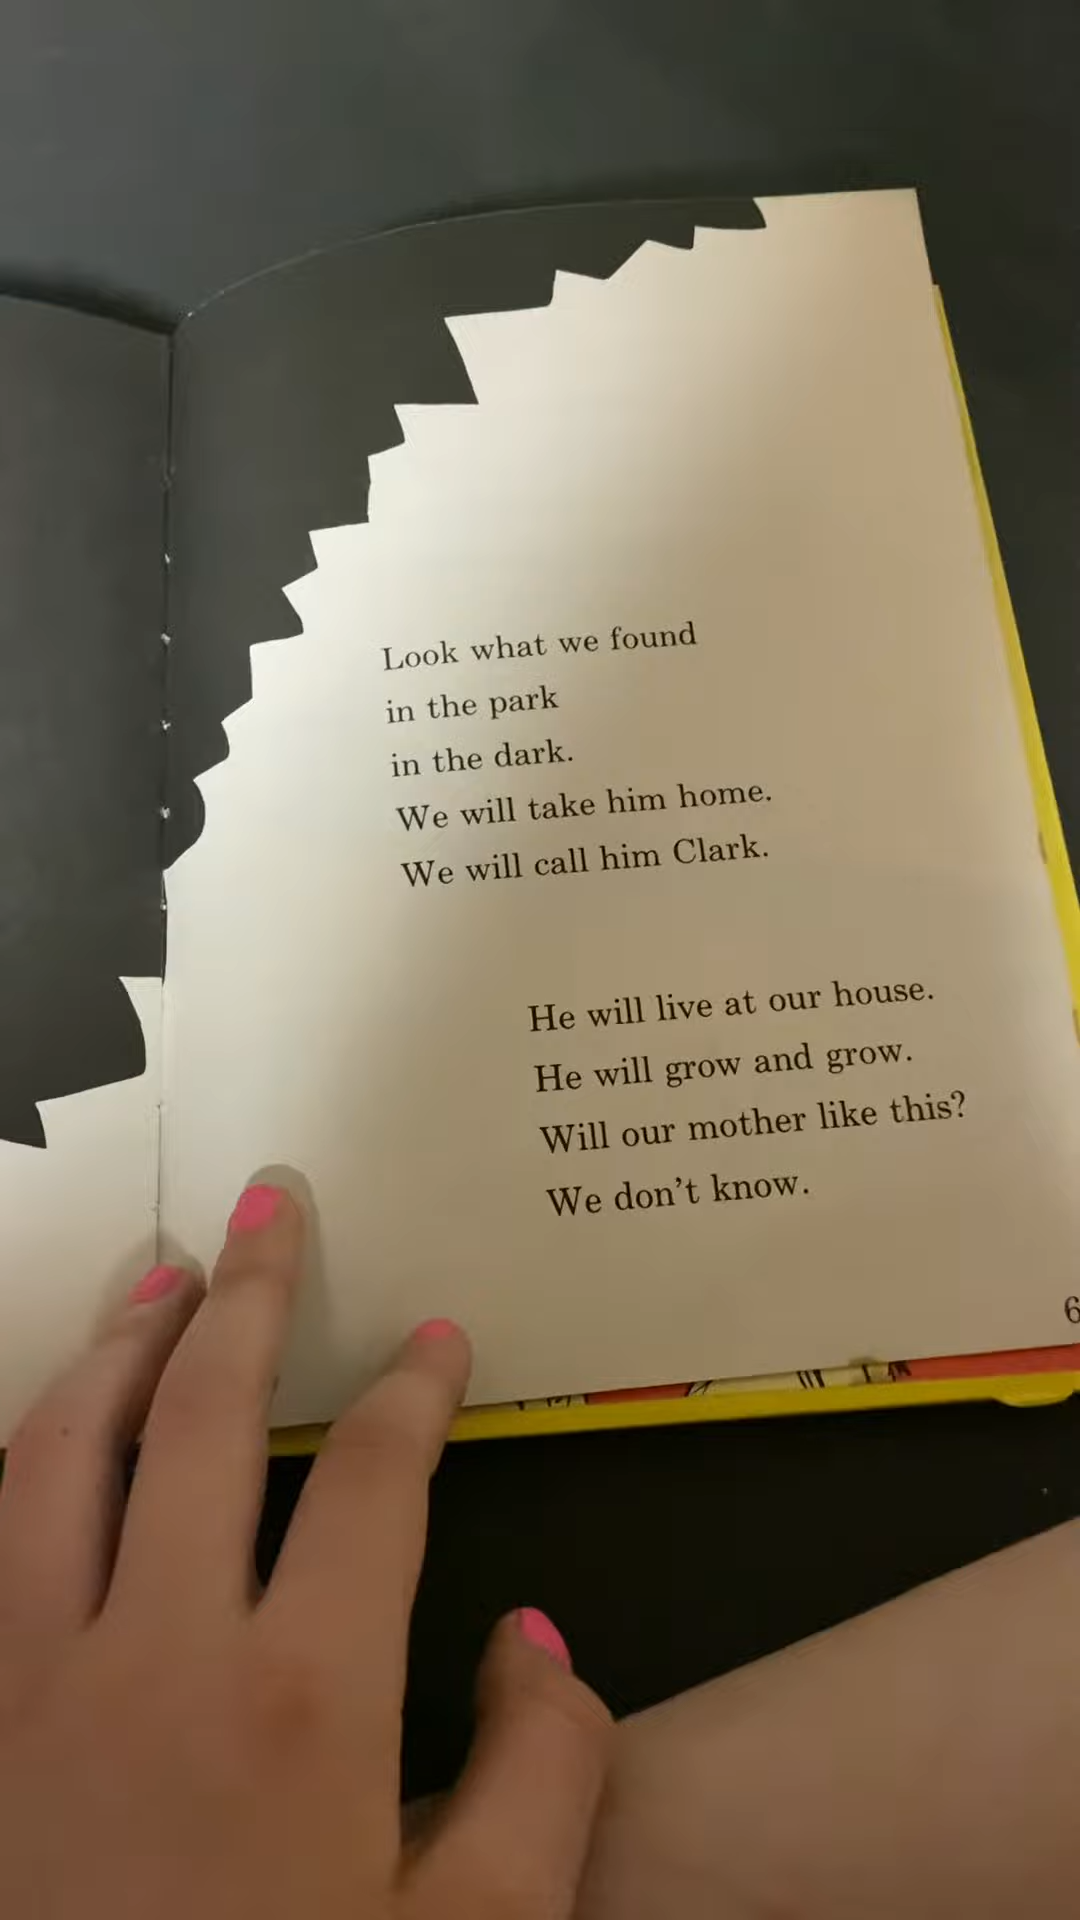 Look what we found
in the park
in the dark.
We will take him home.
We will call him Clark.
He will live at our house.
He will grow and grow.
Will our mother like this?
We don't know.
6